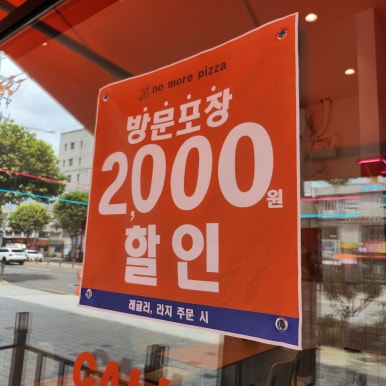 no more pizza
방문포장
2,000원
할인
레귤러, 라지 주문 시